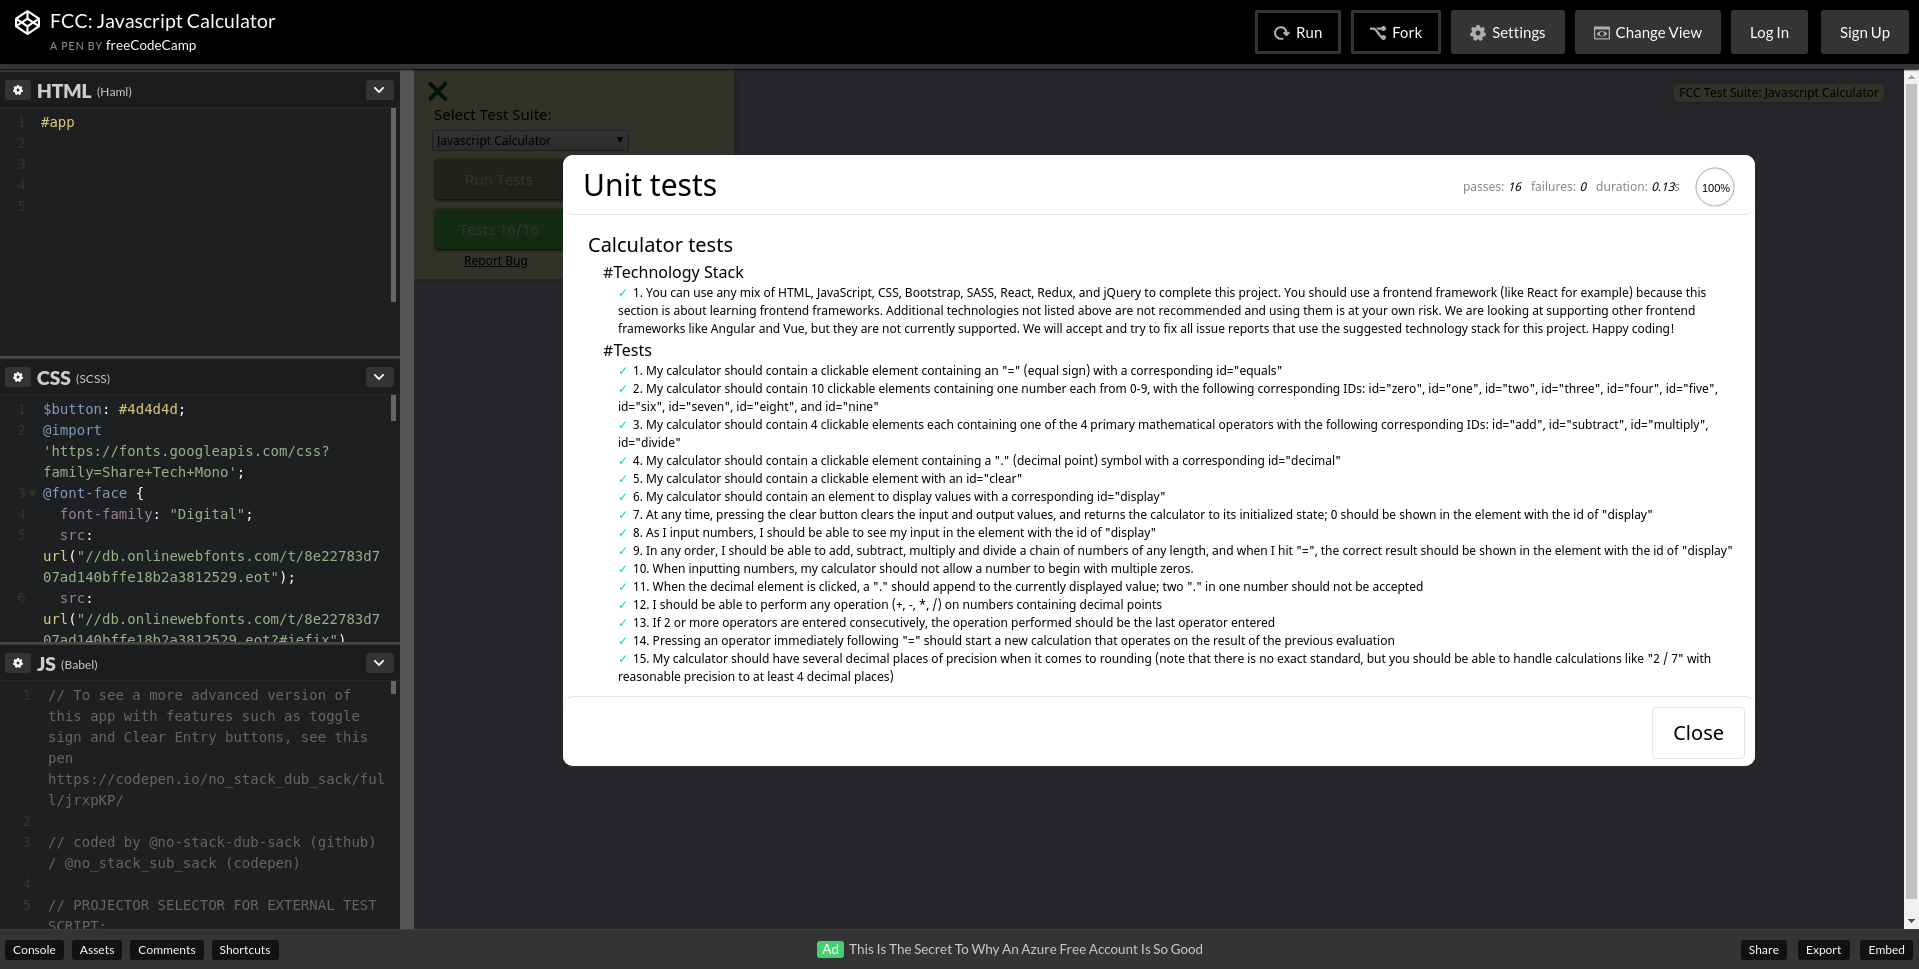 FCC: Javascript Calculator
A PEN BY freeCodeCamp
Run
Fork
Settings
Change View
Log In
Sign Up
HTML (Haml)
1 #app
2
3
4
5
CSS (SCSS)
1 $button: #4d4d4d;
2 @import
'https://fonts.googleapis.com/css?
family=Share+Tech+Mono';
3 @font-face {
4 font-family: "Digital";
5 src:
url("//db.onlinewebfonts.com/t/8e22783d7
07ad140bffe18b2a3812529.eot");
6 src:
url("//db.onlinewebfonts.com/t/8e22783d7
07ad140bffe18b2a3812529.eot?#iefix")
JS (Babel)
1 // To see a more advanced version of
this app with features such as toggle
sign and Clear Entry buttons, see this
pen
https://codepen.io/no_stack_dub_sack/ful
l/jrxpKP/
2
3 // coded by @no-stack-dub-sack (github)
/ @no_stack_sub_sack (codepen)
4
5 // PROJECTOR SELECTOR FOR EXTERNAL TEST
SCRIPT:
Select Test Suite:
Javascript Calculator
Run Tests
Tests 16/16
Report Bug
FCC Test Suite: Javascript Calculator
Unit tests
passes: 16 failures: 0 duration: 0.13s 100%
Calculator tests
#Technology Stack
✓ 1. You can use any mix of HTML, JavaScript, CSS, Bootstrap, SASS, React, Redux, and jQuery to complete this project. You should use a frontend framework (like React for example) because this
section is about learning frontend frameworks. Additional technologies not listed above are not recommended and using them is at your own risk. We are looking at supporting other frontend
frameworks like Angular and Vue, but they are not currently supported. We will accept and try to fix all issue reports that use the suggested technology stack for this project. Happy coding!
#Tests
✓ 1. My calculator should contain a clickable element containing an "=" (equal sign) with a corresponding id="equals"
✓ 2. My calculator should contain 10 clickable elements containing one number each from 0-9, with the following corresponding IDs: id="zero", id="one", id="two", id="three", id="four", id="five",
id="six", id="seven", id="eight", and id="nine"
✓ 3. My calculator should contain 4 clickable elements each containing one of the 4 primary mathematical operators with the following corresponding IDs: id="add", id="subtract", id="multiply",
id="divide"
✓ 4. My calculator should contain a clickable element containing a "." (decimal point) symbol with a corresponding id="decimal"
✓ 5. My calculator should contain a clickable element with an id="clear"
✓ 6. My calculator should contain an element to display values with a corresponding id="display"
✓ 7. At any time, pressing the clear button clears the input and output values, and returns the calculator to its initialized state; 0 should be shown in the element with the id of "display"
✓ 8. As I input numbers, I should be able to see my input in the element with the id of "display"
✓ 9. In any order, I should be able to add, subtract, multiply and divide a chain of numbers of any length, and when I hit "=", the correct result should be shown in the element with the id of "display"
✓ 10. When inputting numbers, my calculator should not allow a number to begin with multiple zeros.
✓ 11. When the decimal element is clicked, a "." should append to the currently displayed value; two "." in one number should not be accepted
✓ 12. I should be able to perform any operation (+, -, *, /) on numbers containing decimal points
✓ 13. If 2 or more operators are entered consecutively, the operation performed should be the last operator entered
✓ 14. Pressing an operator immediately following "=" should start a new calculation that operates on the result of the previous evaluation
✓ 15. My calculator should have several decimal places of precision when it comes to rounding (note that there is no exact standard, but you should be able to handle calculations like "2 / 7" with
reasonable precision to at least 4 decimal places)
Close
Console
Assets
Comments
Shortcuts
Ad This Is The Secret To Why An Azure Free Account Is So Good
Share
Export
Embed